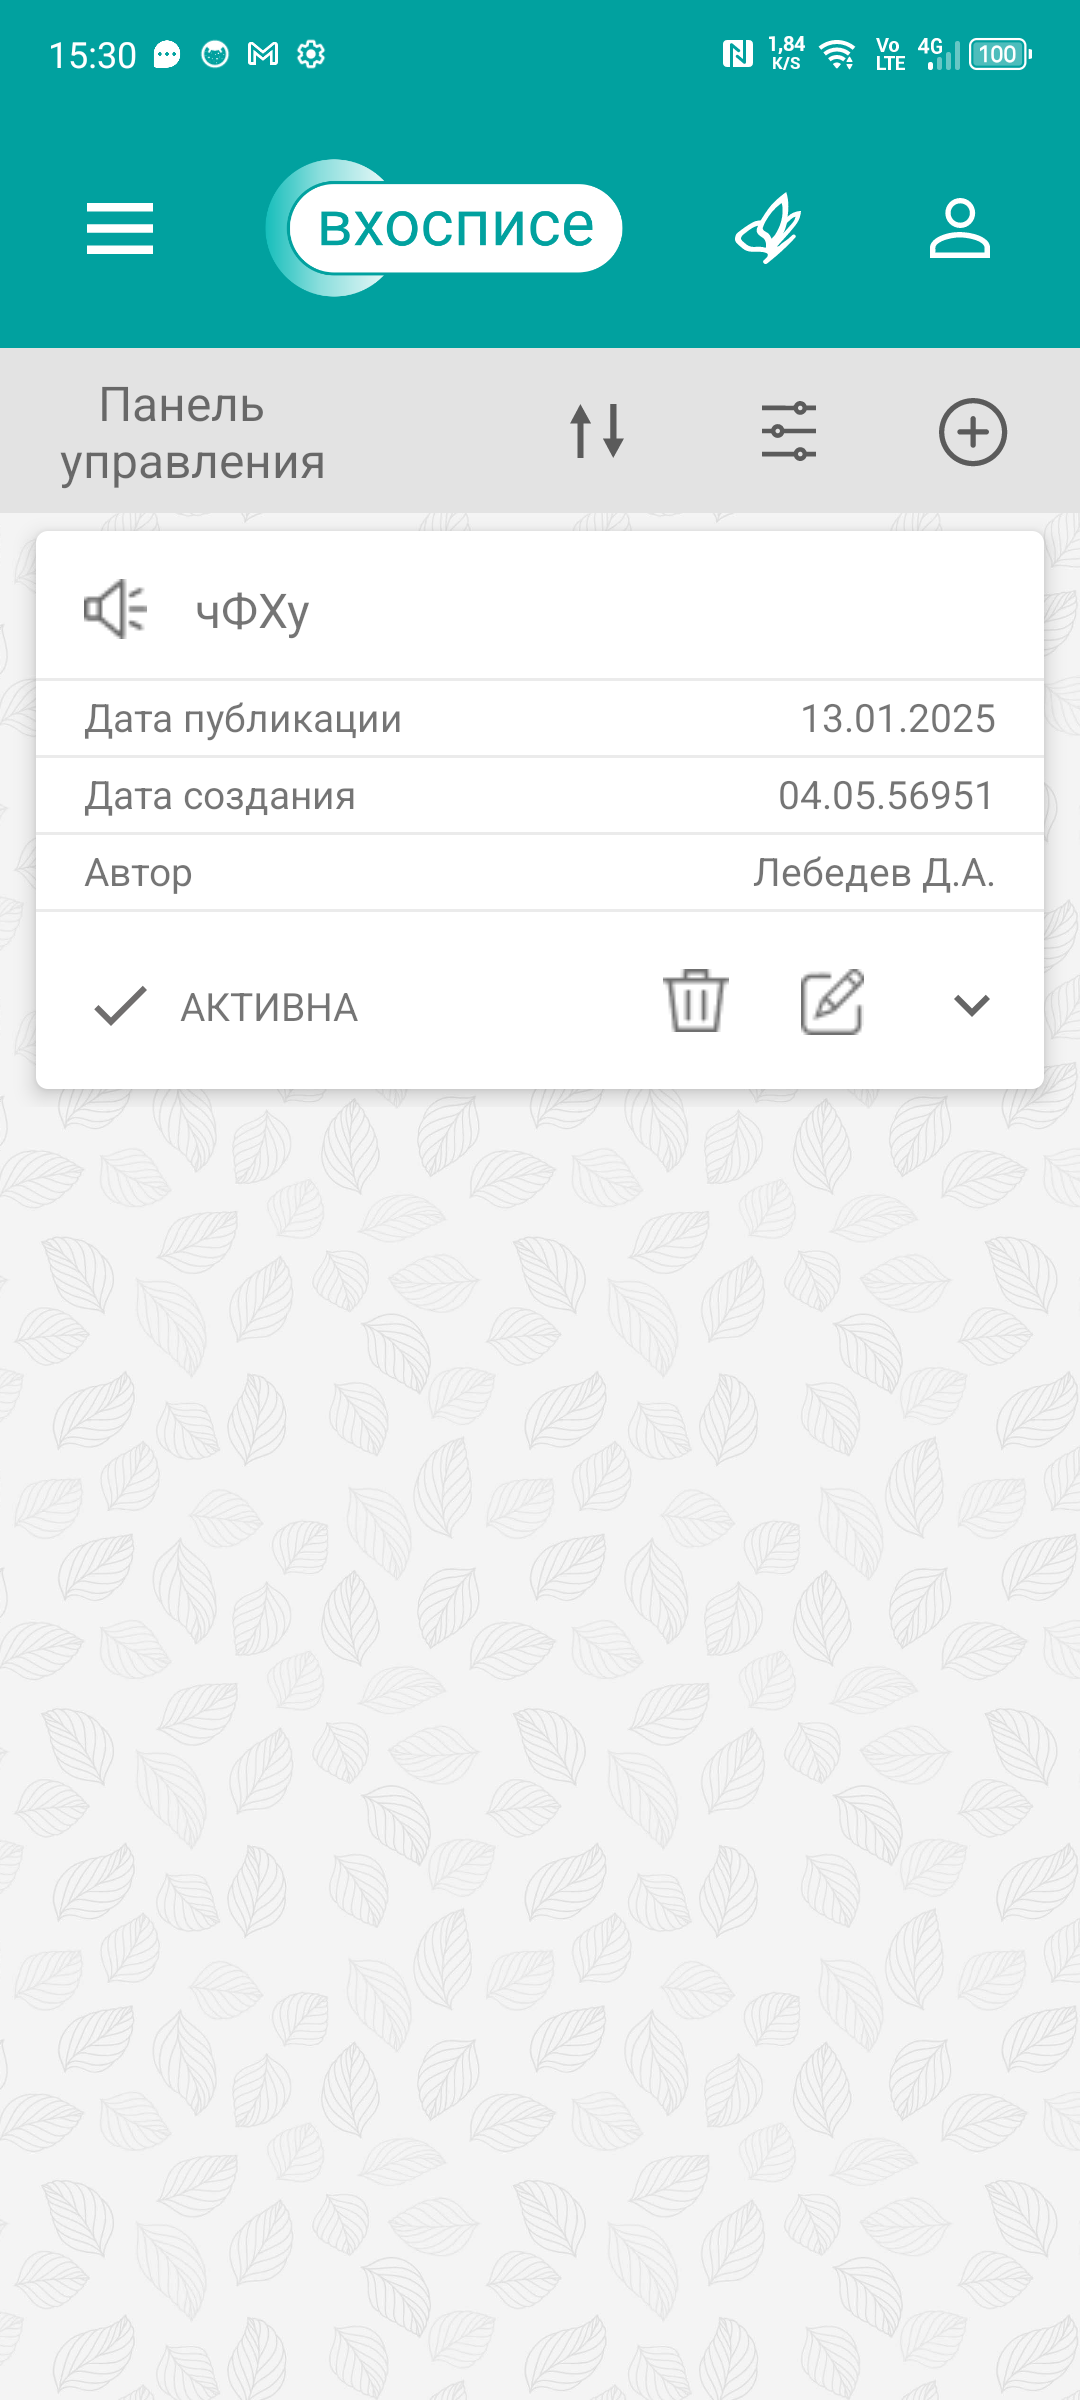 15:30
1,84
K/S
Vo
LTE
4G
100
вхосписе
Панель
управления
чФХу
Дата публикации 13.01.2025
Дата создания 04.05.56951
Автор Лебедев Д.А.
АКТИВНА